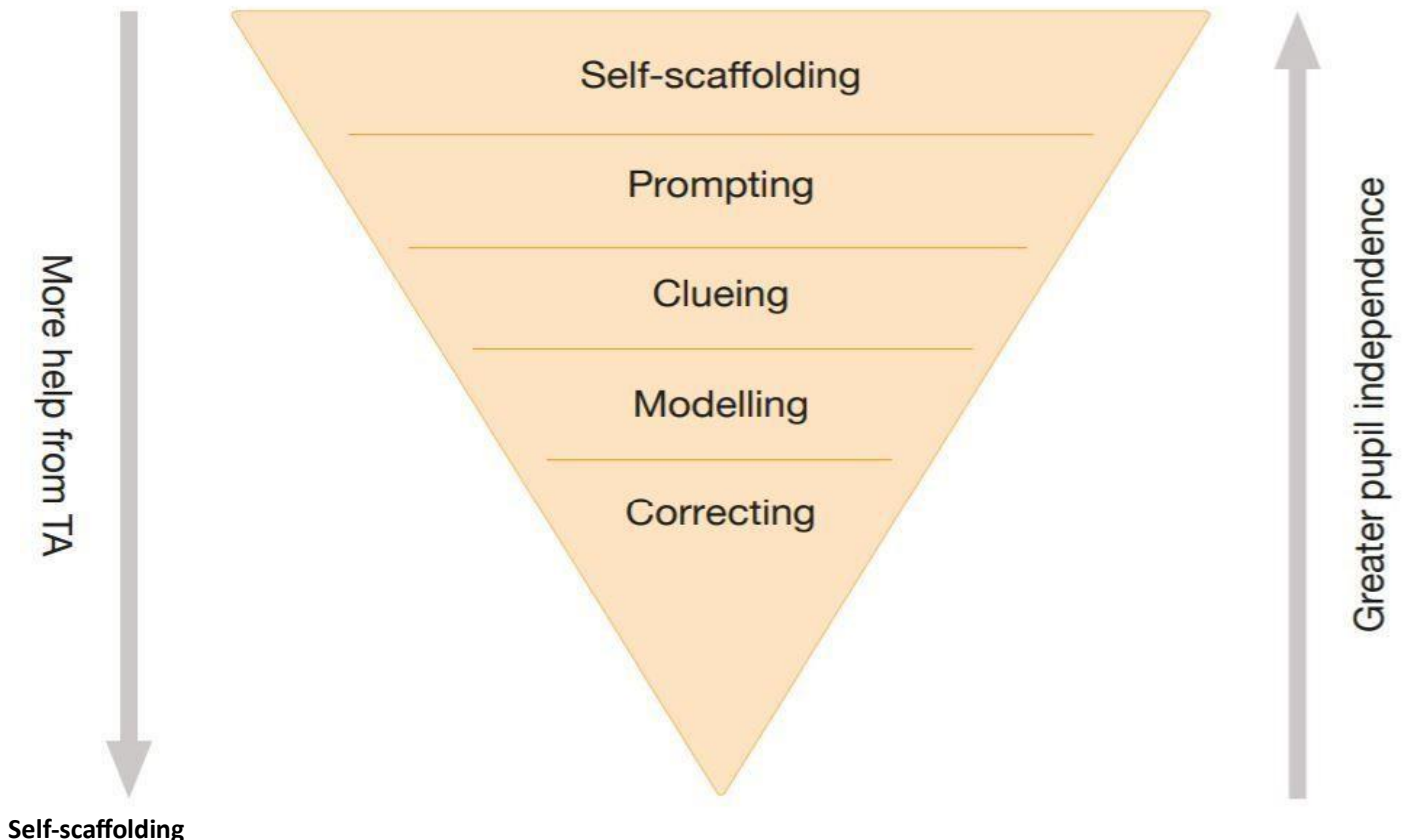 Self-scaffolding
Prompting
Clueing
Modelling
Correcting
More help from TA
Greater pupil independence
Self-scaffolding